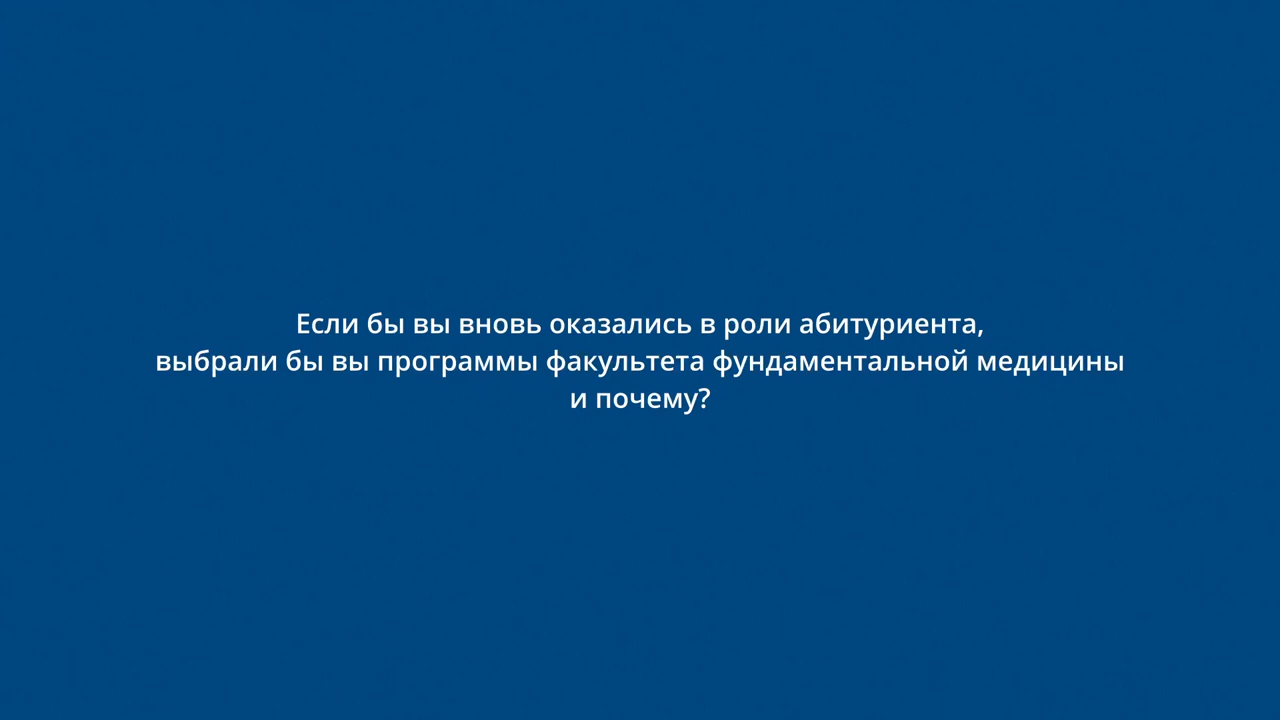 Если бы вы вновь оказались в роли абитуриента,
выбрали бы вы программы факультета фундаментальной медицины
и почему?